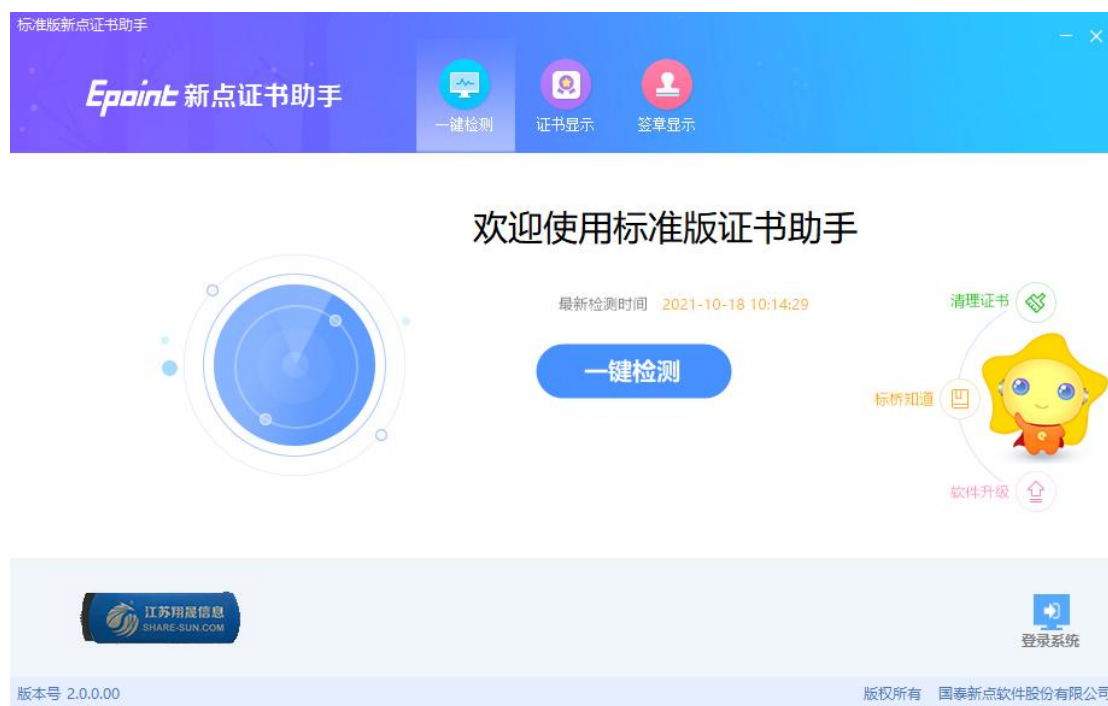 标准版新点证书助手
Epoint 新点证书助手
一键检测
证书显示
签章显示
欢迎使用标准版证书助手
最新检测时间 2021-10-18 10:14:29
清理证书
一键检测
标桥知道
软件升级
江苏翔晟信息
SHARE-SUN.COM
登录系统
版本号 2.0.0.00
版权所有 国泰新点软件股份有限公司